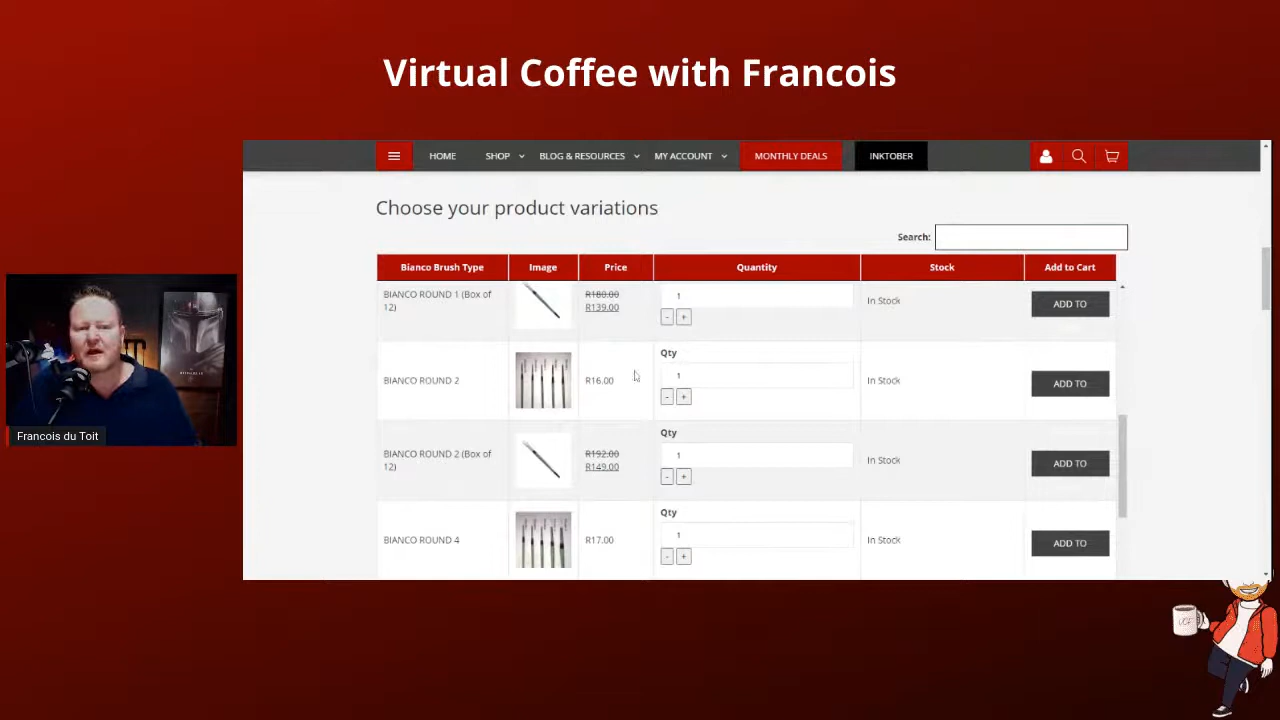 Virtual Coffee with Francois
HOME
SHOP
BLOG & RESOURCES
MY ACCOUNT
MONTHLY DEALS
INKTOBER
Choose your product variations
Search:
Bianco Brush Type
Image
Price
Quantity
Stock
Add to Cart
BIANCO ROUND 1 (Box of
12)
R180.00
R139.00
1
- +
In Stock
ADD TO
BIANCO ROUND 2
R16.00
Qty
1
- +
In Stock
ADD TO
BIANCO ROUND 2 (Box of
12)
R192.00
R149.00
Qty
1
- +
In Stock
ADD TO
BIANCO ROUND 4
R17.00
Qty
1
- +
In Stock
ADD TO
Francois du Toit